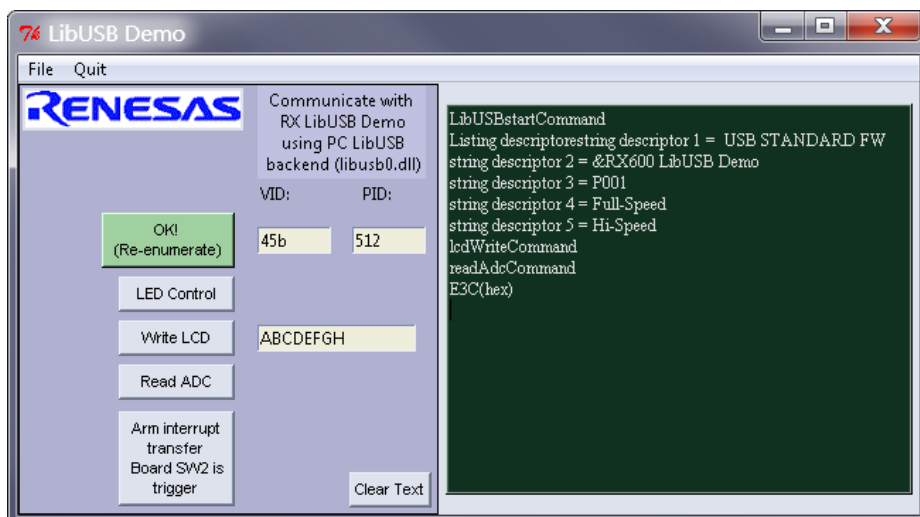 LibUSB Demo
File Quit
RENESAS
Communicate with
RX LibUSB Demo
using PC LibUSB
backend (libusb0.dll)
VID: PID:
OK!
(Re-enumerate)
45b 512
LED Control
Write LCD
ABCDEFGH
Read ADC
Arm interrupt
transfer
Board SW2 is
trigger
Clear Text
LibUSBstartCommand
Listing descriptorestring descriptor 1 = USB STANDARD FW
string descriptor 2 = &RX600 LibUSB Demo
string descriptor 3 = P001
string descriptor 4 = Full-Speed
string descriptor 5 = Hi-Speed
lcdWriteCommand
readAdcCommand
E3C(hex)